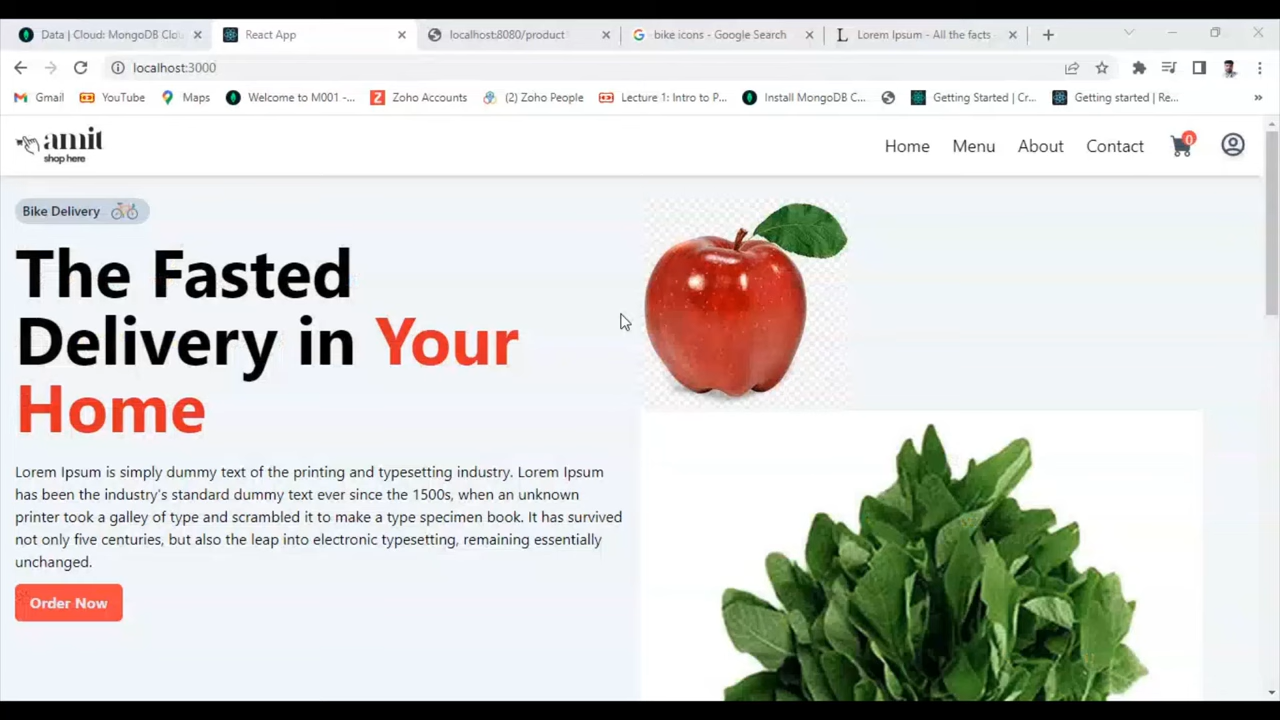 Data | Cloud: MongoDB Clou
React App
localhost:8080/product
bike icons - Google Search
Lorem Ipsum - All the facts
localhost:3000
Gmail
YouTube
Maps
Welcome to M001 -...
Zoho Accounts
(2) Zoho People
Lecture 1: Intro to P...
Install MongoDB C...
Getting Started | Cr...
Getting started | Re...
amit
shop here
Home
Menu
About
Contact
0
Bike Delivery
The Fasted
Delivery in Your
Home
Lorem Ipsum is simply dummy text of the printing and typesetting industry. Lorem Ipsum
has been the industry's standard dummy text ever since the 1500s, when an unknown
printer took a galley of type and scrambled it to make a type specimen book. It has survived
not only five centuries, but also the leap into electronic typesetting, remaining essentially
unchanged.
Order Now